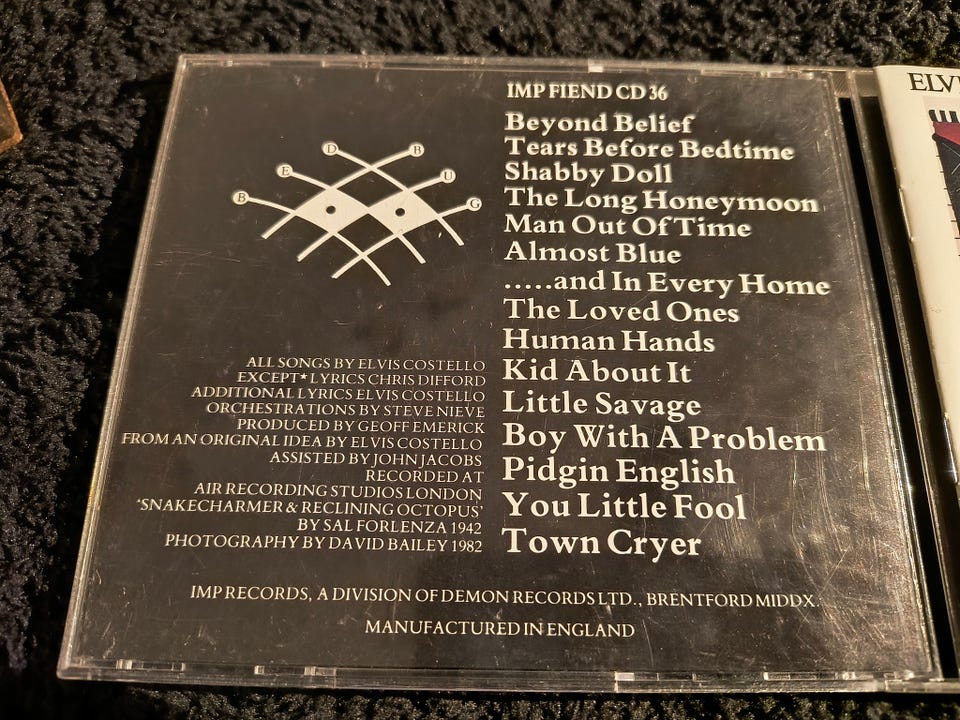 IMP FIEND CD 36
Beyond Belief
Tears Before Bedtime
Shabby Doll
The Long Honeymoon
Man Out Of Time
Almost Blue
.....and In Every Home
The Loved Ones
Human Hands
Kid About It
Little Savage
Boy With A Problem
Pidgin English
You Little Fool
Town Cryer
B E D B U G
ALL SONGS BY ELVIS COSTELLO
EXCEPT* LYRICS CHRIS DIFFORD
ADDITIONAL LYRICS ELVIS COSTELLO
ORCHESTRATIONS BY STEVE NIEVE
PRODUCED BY GEOFF EMERICK
FROM AN ORIGINAL IDEA BY ELVIS COSTELLO
ASSISTED BY JOHN JACOBS
RECORDED AT
AIR RECORDING STUDIOS LONDON
'SNAKECHARMER & RECLINING OCTOPUS'
BY SAL FORLENZA 1942
PHOTOGRAPHY BY DAVID BAILEY 1982
IMP RECORDS, A DIVISION OF DEMON RECORDS LTD., BRENTFORD MIDDX.
MANUFACTURED IN ENGLAND